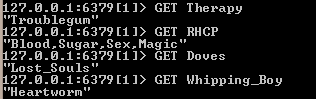 127.0.0.1:6379[1]> GET Therapy
"Troublegum"
127.0.0.1:6379[1]> GET RHCP
"Blood,Sugar,Sex,Magic"
127.0.0.1:6379[1]> GET Doves
"Lost_Souls"
127.0.0.1:6379[1]> GET Whipping_Boy
"Heartworm"